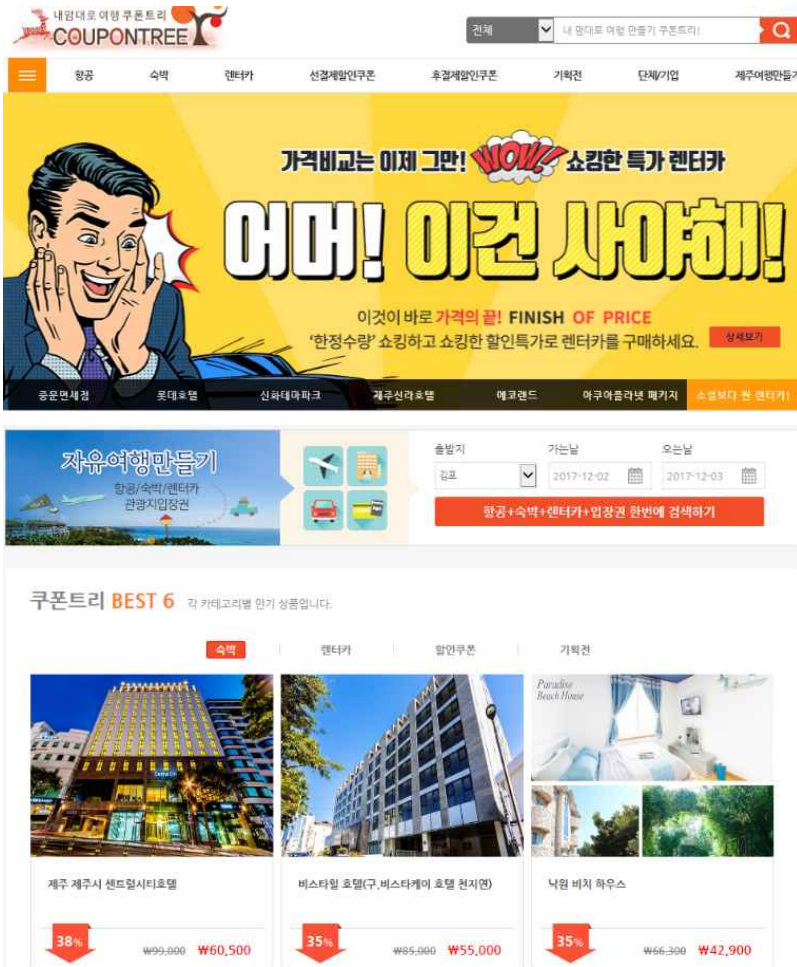 내맘대로 여행 쿠폰트리
COUPONTREE
전체
내 맘대로 여행 만들기 쿠폰트리!
항공 숙박 렌터카 선결제할인쿠폰 후결제할인쿠폰 기획전 단체/기업 제주여행만들기
가격비교는 이제 그만! WOW! 쇼킹한 특가 렌터카
어머! 이건 사야해!
이것이 바로 가격의 끝! FINISH OF PRICE
'한정수량' 쇼킹하고 쇼킹한 할인특가로 렌터카를 구매하세요. 상세보기
중문면세점 롯데호텔 신화테마파크 제주신라호텔 에코랜드 아쿠아플라넷 패키지 소셜보다 싼 렌터카!
자유여행만들기
항공/숙박/렌터카
관광지입장권
출발지 가는날 오는날
김포 2017-12-02 2017-12-03
항공+숙박+렌터카+입장권 한번에 검색하기
쿠폰트리 BEST 6 각 카테고리별 인기 상품입니다.
숙박 렌터카 할인쿠폰 기획전
Paradise
Beach House
제주 제주시 센트럴시티호텔 비스타힐 호텔(구,비스타케이 호텔 천지연) 낙원 비치 하우스
38% ₩99,000 ₩60,500 35% ₩85,000 ₩55,000 35% ₩66,300 ₩42,900